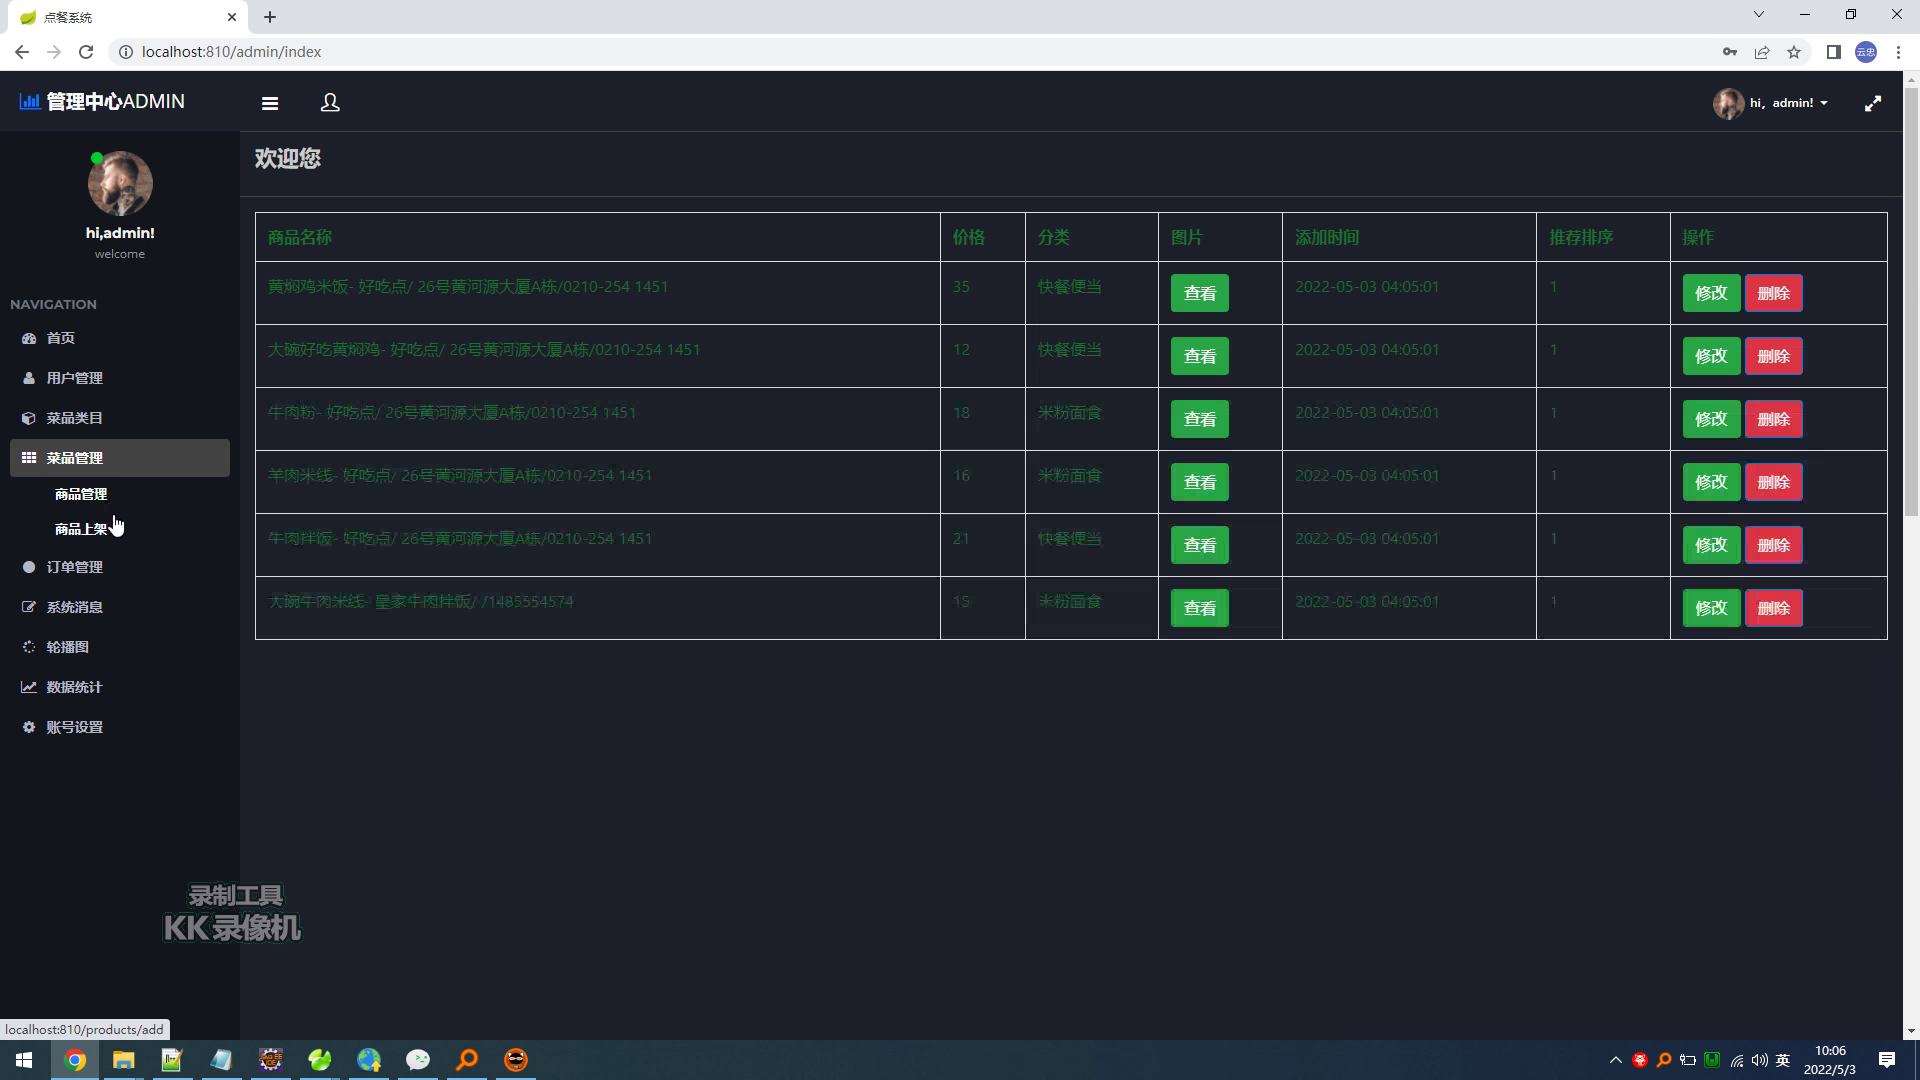 点餐系统
localhost:810/admin/index
云忠
管理中心ADMIN
hi, admin!
hi,admin!
welcome
NAVIGATION
首页
用户管理
菜品类目
菜品管理
商品管理
商品上架
订单管理
系统消息
轮播图
数据统计
账号设置
欢迎您
商品名称 价格 分类 图片 添加时间 推荐排序 操作
黄焖鸡米饭- 好吃点/ 26号黄河源大厦A栋/0210-254 1451 35 快餐便当 查看 2022-05-03 04:05:01 1 修改 删除
大碗好吃黄焖鸡- 好吃点/ 26号黄河源大厦A栋/0210-254 1451 12 快餐便当 查看 2022-05-03 04:05:01 1 修改 删除
牛肉粉- 好吃点/ 26号黄河源大厦A栋/0210-254 1451 18 米粉面食 查看 2022-05-03 04:05:01 1 修改 删除
羊肉米线- 好吃点/ 26号黄河源大厦A栋/0210-254 1451 16 米粉面食 查看 2022-05-03 04:05:01 1 修改 删除
牛肉拌饭- 好吃点/ 26号黄河源大厦A栋/0210-254 1451 21 快餐便当 查看 2022-05-03 04:05:01 1 修改 删除
大碗牛肉米线- 皇家牛肉拌饭/ /1485554574 15 米粉面食 查看 2022-05-03 04:05:01 1 修改 删除
录制工具
KK录像机
localhost:810/products/add
英
10:06
2022/5/3